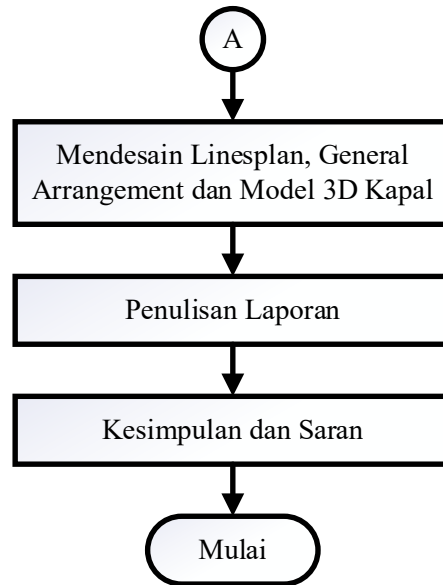 A
Mendesain Linesplan, General
Arrangement dan Model 3D Kapal
Penulisan Laporan
Kesimpulan dan Saran
Mulai